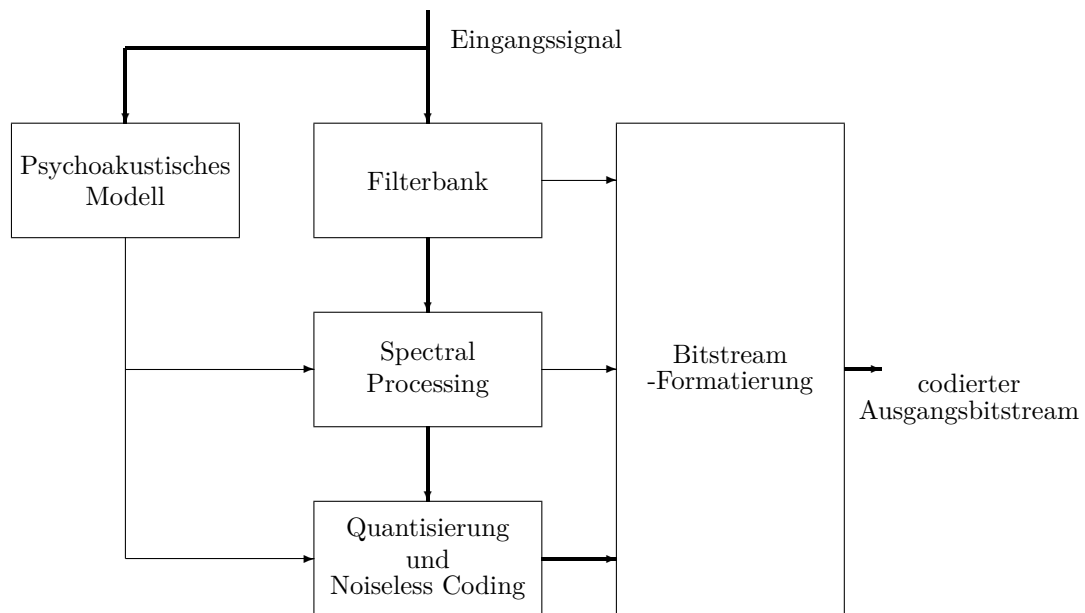 Eingangssignal
Psychoakustisches
Modell
Filterbank
Spectral
Processing
Bitstream
-Formatierung
codierter
Ausgangsbitstream
Quantisierung
und
Noiseless Coding